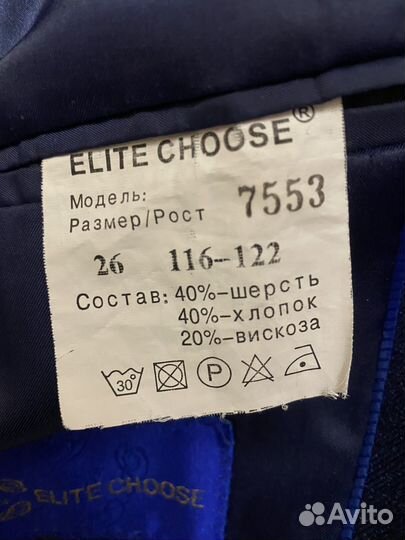 ELITE CHOOSE®
Модель: 7553
Размер/Рост
26 116-122
Состав: 40%-шерсть
40%-хлопок
20%-вискоза
30°
P
ELITE CHOOSE
Avito